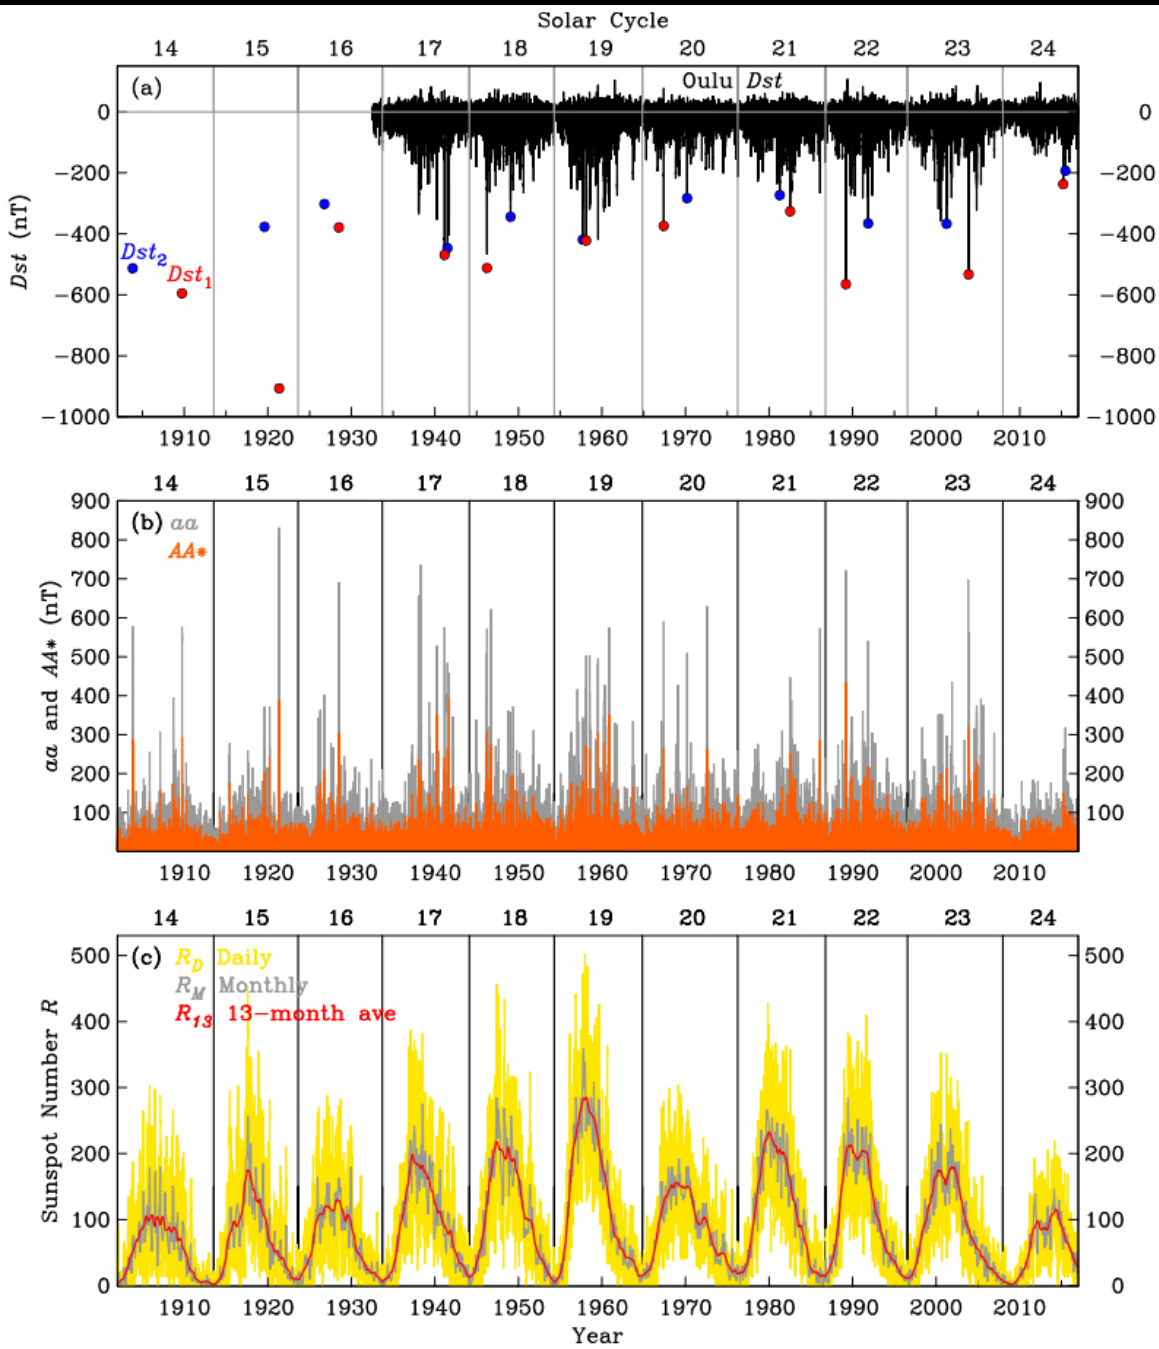 Solar Cycle
14 15 16 17 18 19 20 21 22 23 24
(a) Oulu Dst
0 0
−200 −200
−400 −400
−600 −600
−800 −800
−1000 −1000
Dst (nT)
Dst2
Dst1
1910 1920 1930 1940 1950 1960 1970 1980 1990 2000 2010
14 15 16 17 18 19 20 21 22 23 24
900 900
(b) aa
AA*
800 800
700 700
600 600
500 500
400 400
300 300
200 200
100 100
aa and AA* (nT)
1910 1920 1930 1940 1950 1960 1970 1980 1990 2000 2010
14 15 16 17 18 19 20 21 22 23 24
(c) RD Daily
RM Monthly
R13 13−month ave
500 500
400 400
300 300
200 200
100 100
0 0
Sunspot Number R
1910 1920 1930 1940 1950 1960 1970 1980 1990 2000 2010
Year